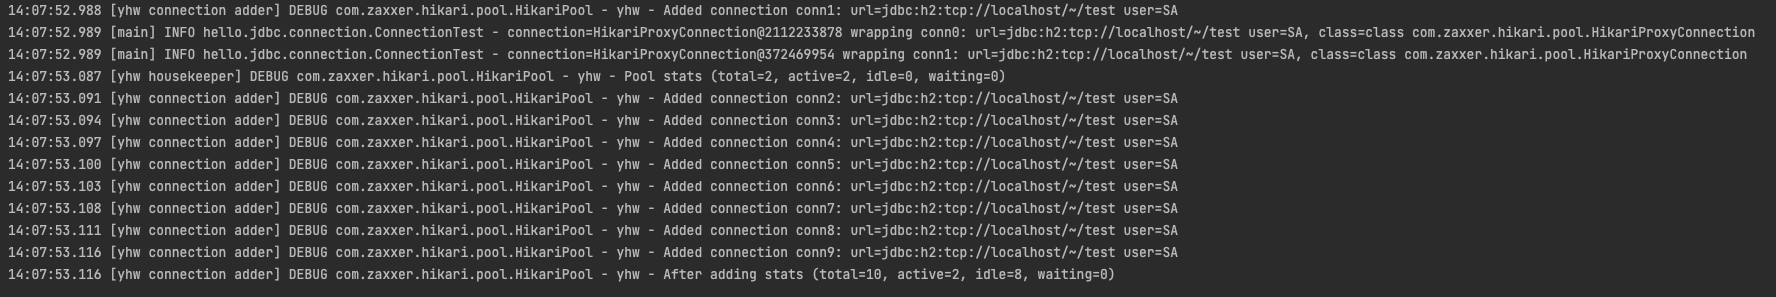 14:07:52.988 [yhw connection adder] DEBUG com.zaxxer.hikari.pool.HikariPool - yhw - Added connection conn1: url=jdbc:h2:tcp://localhost/~/test user=SA
14:07:52.989 [main] INFO hello.jdbc.connection.ConnectionTest - connection=HikariProxyConnection@2112233878 wrapping conn0: url=jdbc:h2:tcp://localhost/~/test user=SA, class=class com.zaxxer.hikari.pool.HikariProxyConnection
14:07:52.989 [main] INFO hello.jdbc.connection.ConnectionTest - connection=HikariProxyConnection@372469954 wrapping conn1: url=jdbc:h2:tcp://localhost/~/test user=SA, class=class com.zaxxer.hikari.pool.HikariProxyConnection
14:07:53.087 [yhw housekeeper] DEBUG com.zaxxer.hikari.pool.HikariPool - yhw - Pool stats (total=2, active=2, idle=0, waiting=0)
14:07:53.091 [yhw connection adder] DEBUG com.zaxxer.hikari.pool.HikariPool - yhw - Added connection conn2: url=jdbc:h2:tcp://localhost/~/test user=SA
14:07:53.094 [yhw connection adder] DEBUG com.zaxxer.hikari.pool.HikariPool - yhw - Added connection conn3: url=jdbc:h2:tcp://localhost/~/test user=SA
14:07:53.097 [yhw connection adder] DEBUG com.zaxxer.hikari.pool.HikariPool - yhw - Added connection conn4: url=jdbc:h2:tcp://localhost/~/test user=SA
14:07:53.100 [yhw connection adder] DEBUG com.zaxxer.hikari.pool.HikariPool - yhw - Added connection conn5: url=jdbc:h2:tcp://localhost/~/test user=SA
14:07:53.103 [yhw connection adder] DEBUG com.zaxxer.hikari.pool.HikariPool - yhw - Added connection conn6: url=jdbc:h2:tcp://localhost/~/test user=SA
14:07:53.108 [yhw connection adder] DEBUG com.zaxxer.hikari.pool.HikariPool - yhw - Added connection conn7: url=jdbc:h2:tcp://localhost/~/test user=SA
14:07:53.111 [yhw connection adder] DEBUG com.zaxxer.hikari.pool.HikariPool - yhw - Added connection conn8: url=jdbc:h2:tcp://localhost/~/test user=SA
14:07:53.116 [yhw connection adder] DEBUG com.zaxxer.hikari.pool.HikariPool - yhw - Added connection conn9: url=jdbc:h2:tcp://localhost/~/test user=SA
14:07:53.116 [yhw connection adder] DEBUG com.zaxxer.hikari.pool.HikariPool - yhw - After adding stats (total=10, active=2, idle=8, waiting=0)